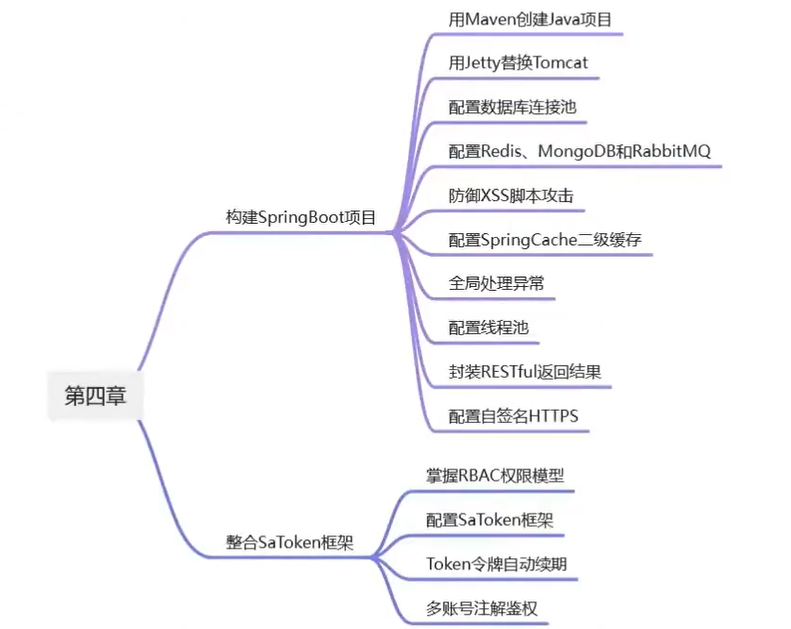 第四章
构建SpringBoot项目
用Maven创建Java项目
用Jetty替换Tomcat
配置数据库连接池
配置Redis、MongoDB和RabbitMQ
防御XSS脚本攻击
配置SpringCache二级缓存
全局处理异常
配置线程池
封装RESTful返回结果
配置自签名HTTPS
整合SaToken框架
掌握RBAC权限模型
配置SaToken框架
Token令牌自动续期
多账号注解鉴权